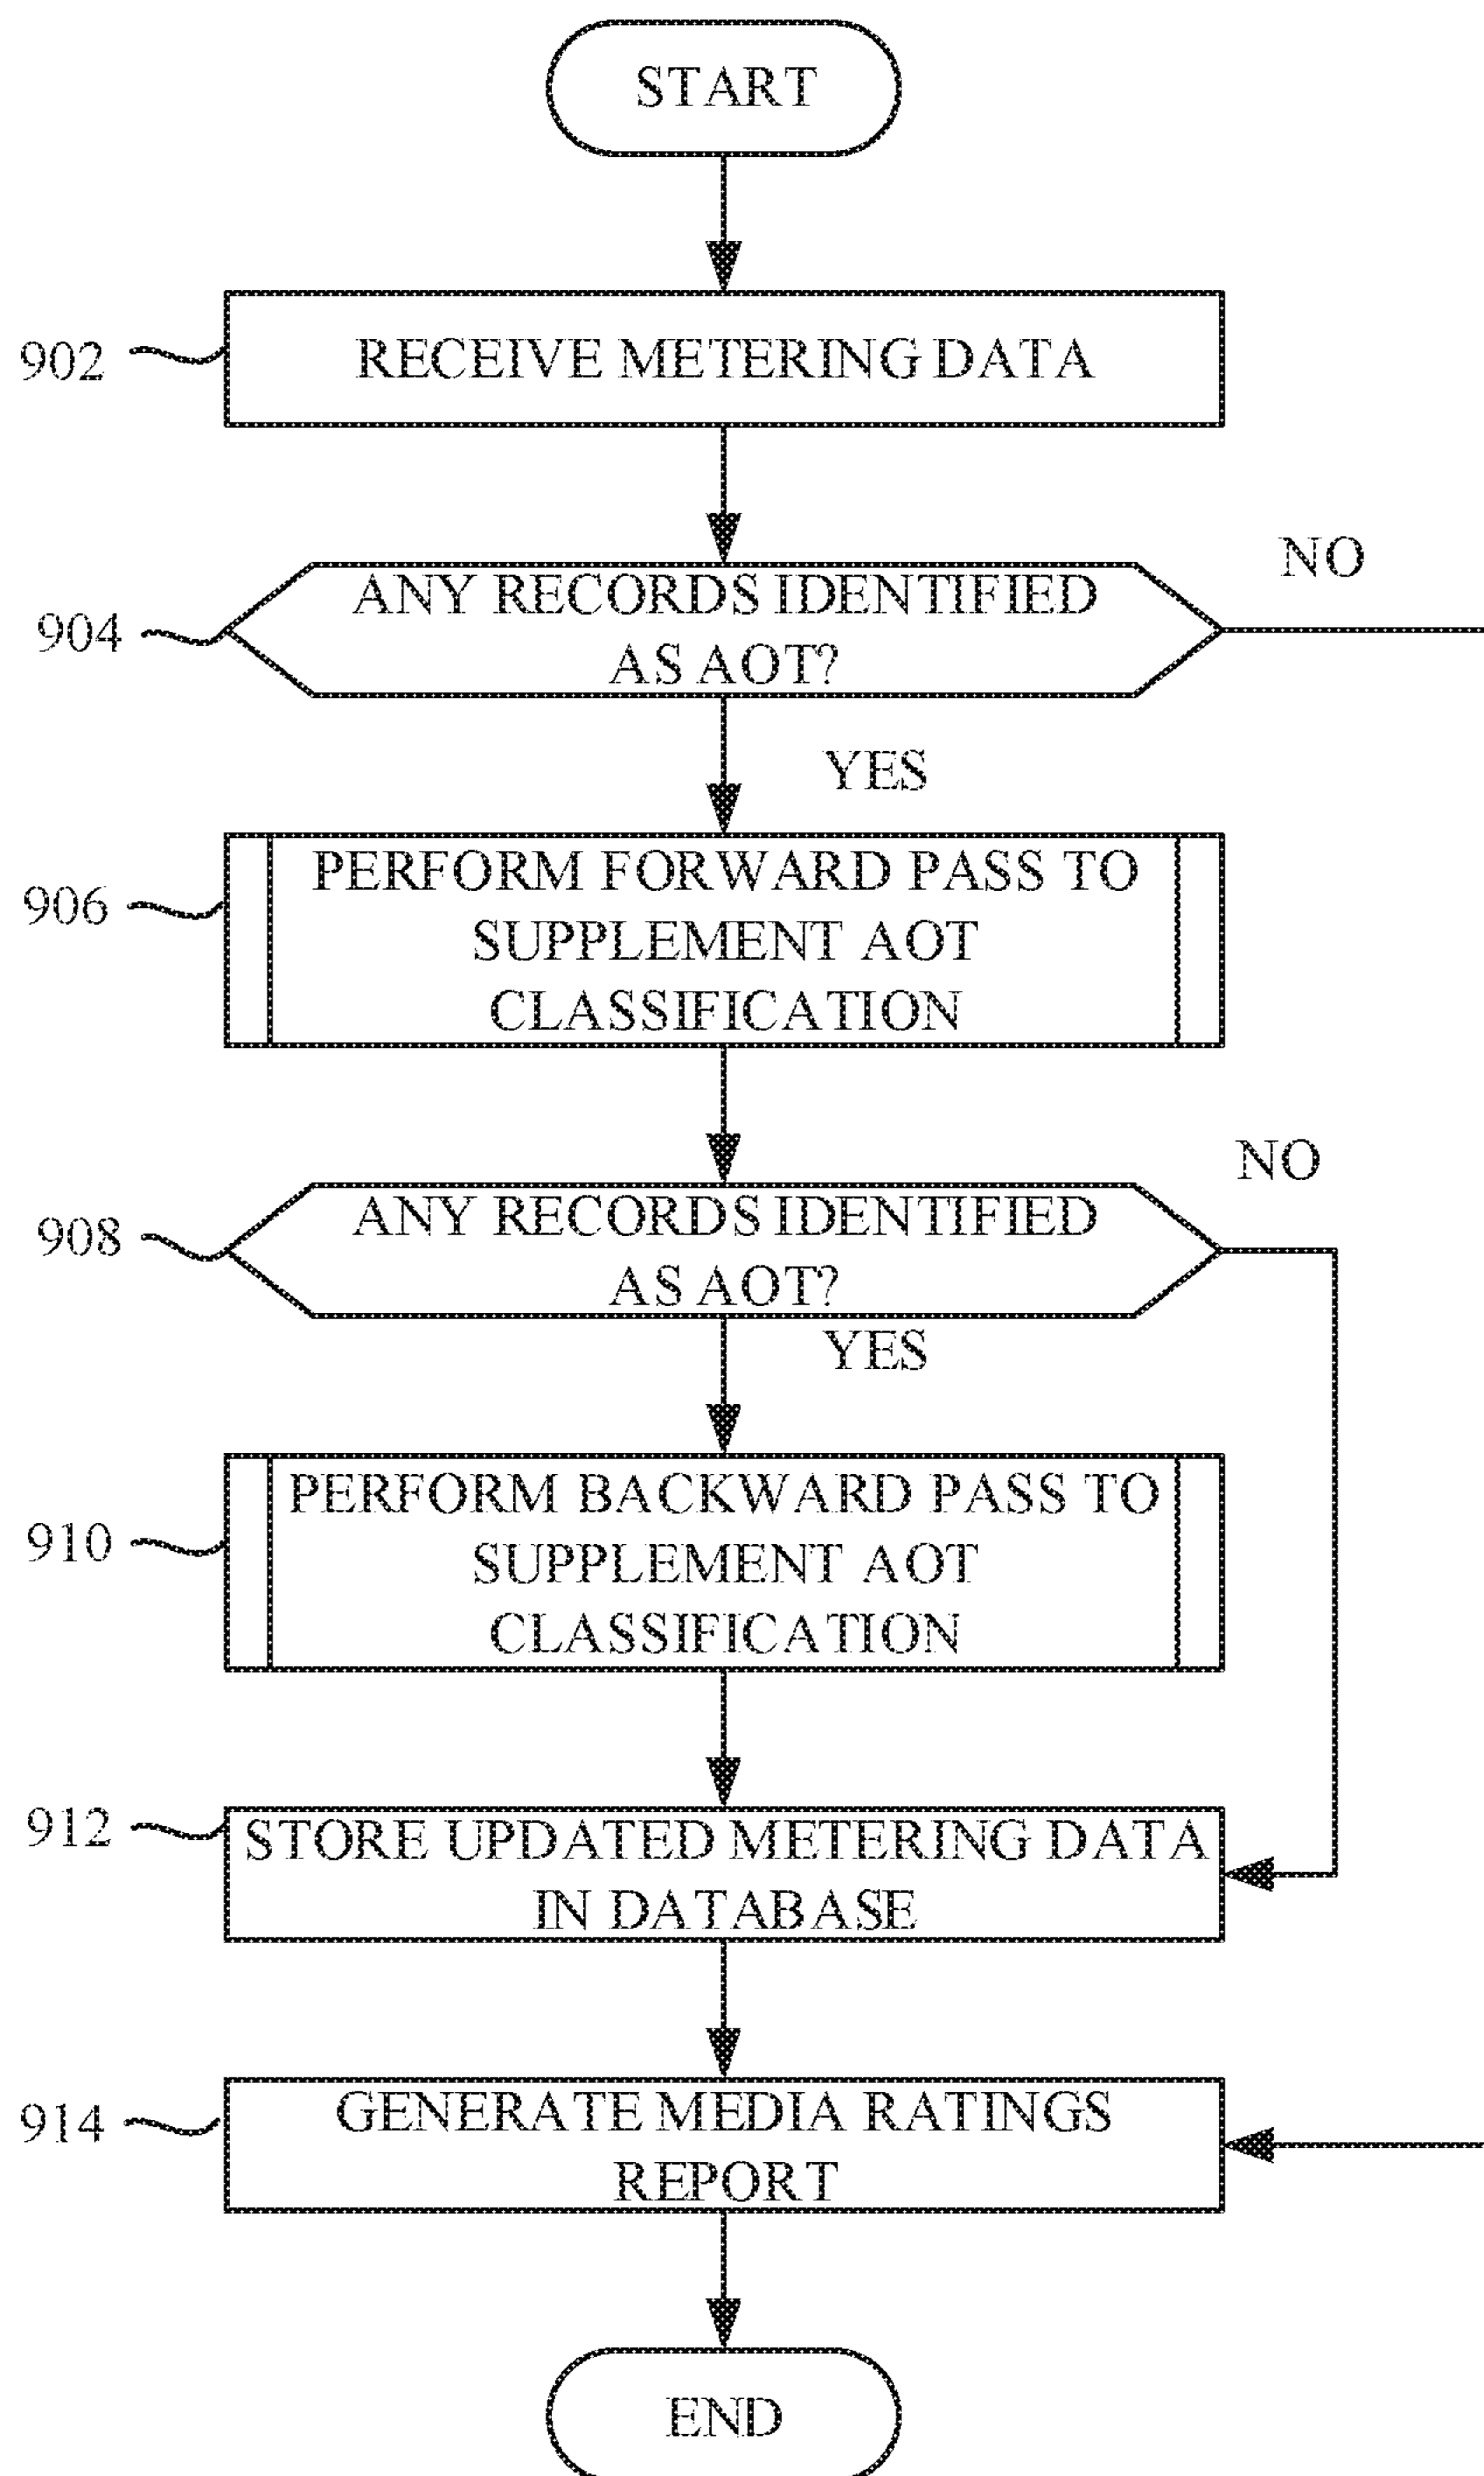 START
902
RECEIVE METERING DATA
NO
904
ANY RECORDS IDENTIFIED
AS AOT?
YES
906
PERFORM FORWARD PASS TO
SUPPLEMENT AOT
CLASSIFICATION
NO
908
ANY RECORDS IDENTIFIED
AS AOT?
YES
910
PERFORM BACKWARD PASS TO
SUPPLEMENT AOT
CLASSIFICATION
912
STORE UPDATED METERING DATA
IN DATABASE
914
GENERATE MEDIA RATINGS
REPORT
END